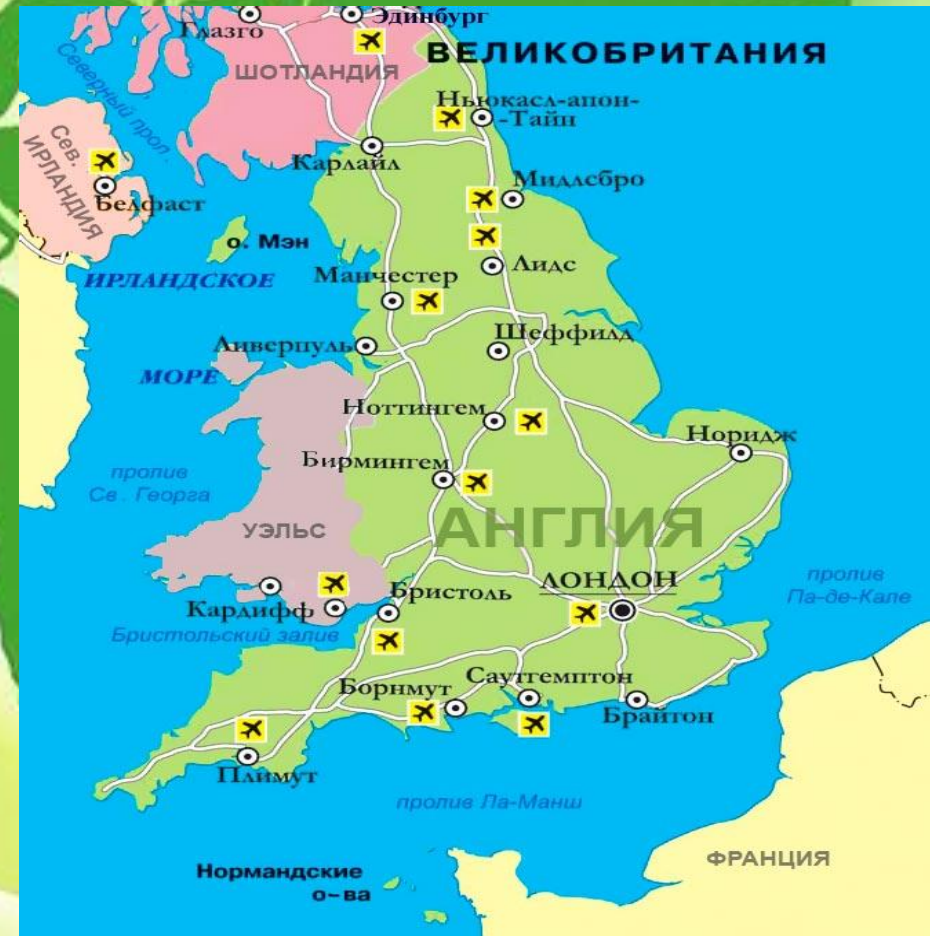 Эдинбург
Глазго
ВЕЛИКОБРИТАНИЯ
ШОТЛАНДИЯ
Северный прол.
Ньюкасл-апон-
-Тайн
Сев.
ИРЛАНДИЯ
Карлайл
Мидлсбро
Белфаст
о. Мэн
Лидс
ИРЛАНДСКОЕ
МОРЕ
Манчестер
Шеффилд
Ливерпуль
Ноттингем
Норидж
Бирмингем
пролив
Св. Георга
АНГЛИЯ
УЭЛЬС
ЛОНДОН
пролив
Па-де-Кале
Бристоль
Кардифф
Бристольский залив
Саутгемптон
Борнмут
Брайтон
Плимут
пролив Ла-Манш
ФРАНЦИЯ
Нормандские
о-ва